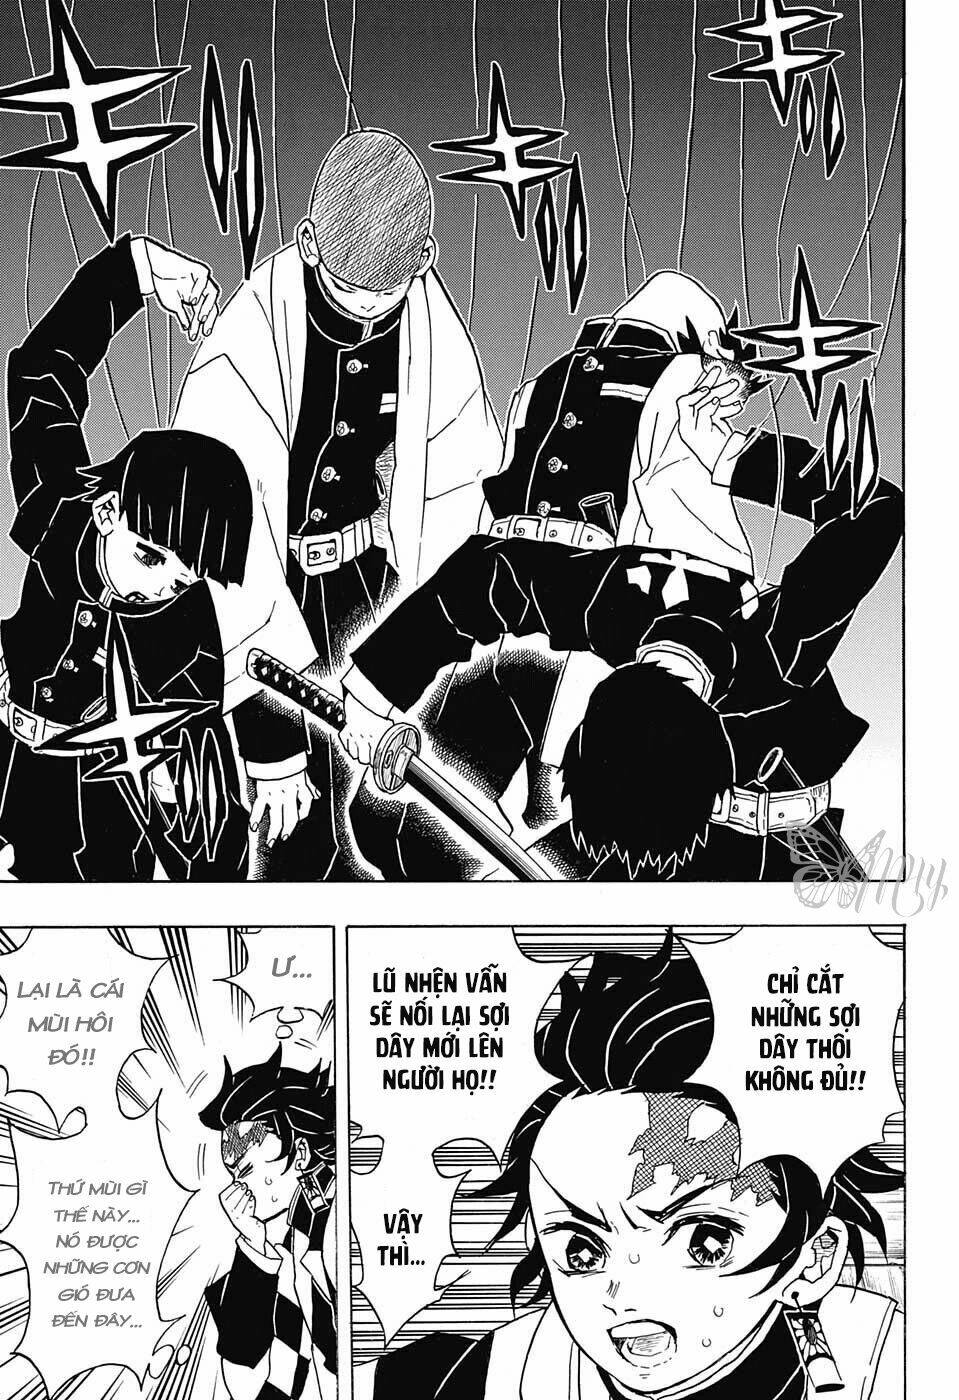 CHỈ CẮT
NHỮNG SỢI
DÂY THÔI
KHÔNG ĐỦ!!
LŨ NHỆN VẪN
SẼ NỐI LẠI SỢI
DÂY MỚI LÊN
NGƯỜI HỌ!!
VẬY
THÌ...
Ư...
LẠI LÀ CÁI
MÙI HÔI
ĐÓ!!
THỨ MÙI GÌ
THẾ NÀY...
NÓ ĐƯỢC
NHỮNG CƠN
GIÓ ĐƯA
ĐẾN ĐÂY...